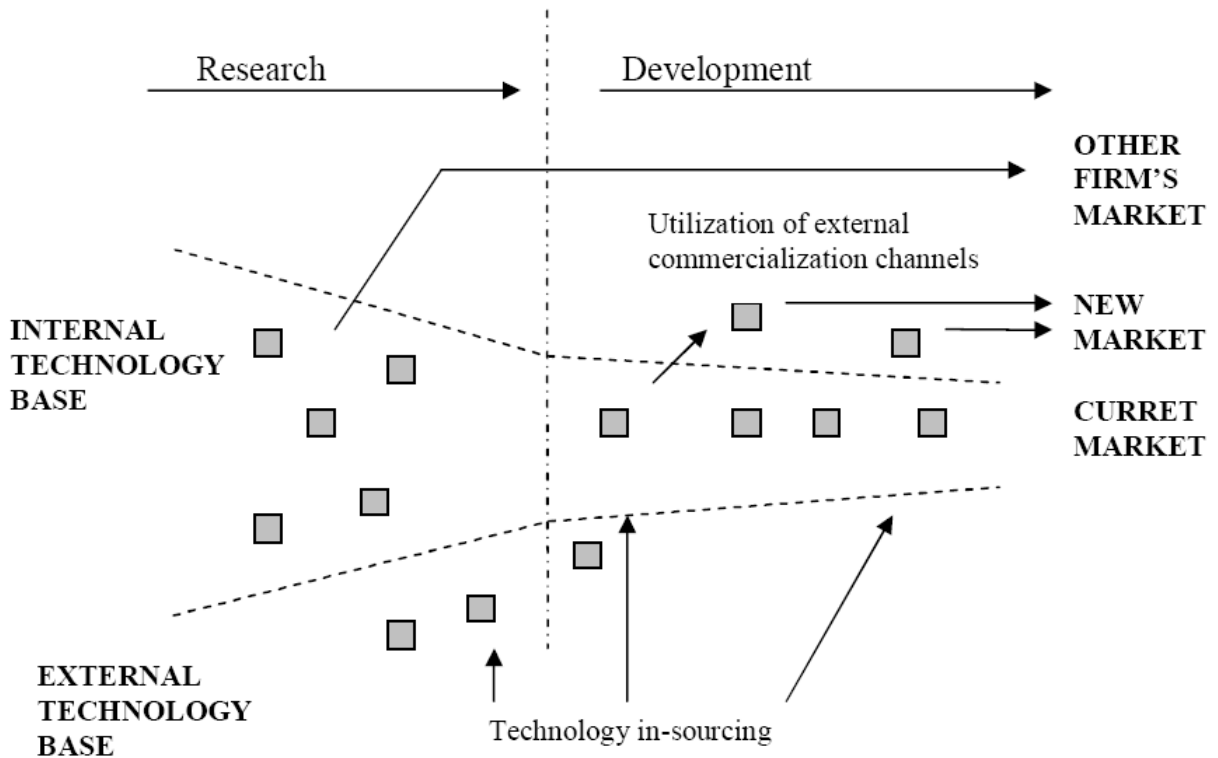 Research
Development
OTHER
FIRM'S
MARKET
Utilization of external
commercialization channels
NEW
MARKET
INTERNAL
TECHNOLOGY
BASE
CURRET
MARKET
EXTERNAL
TECHNOLOGY
BASE
Technology in-sourcing